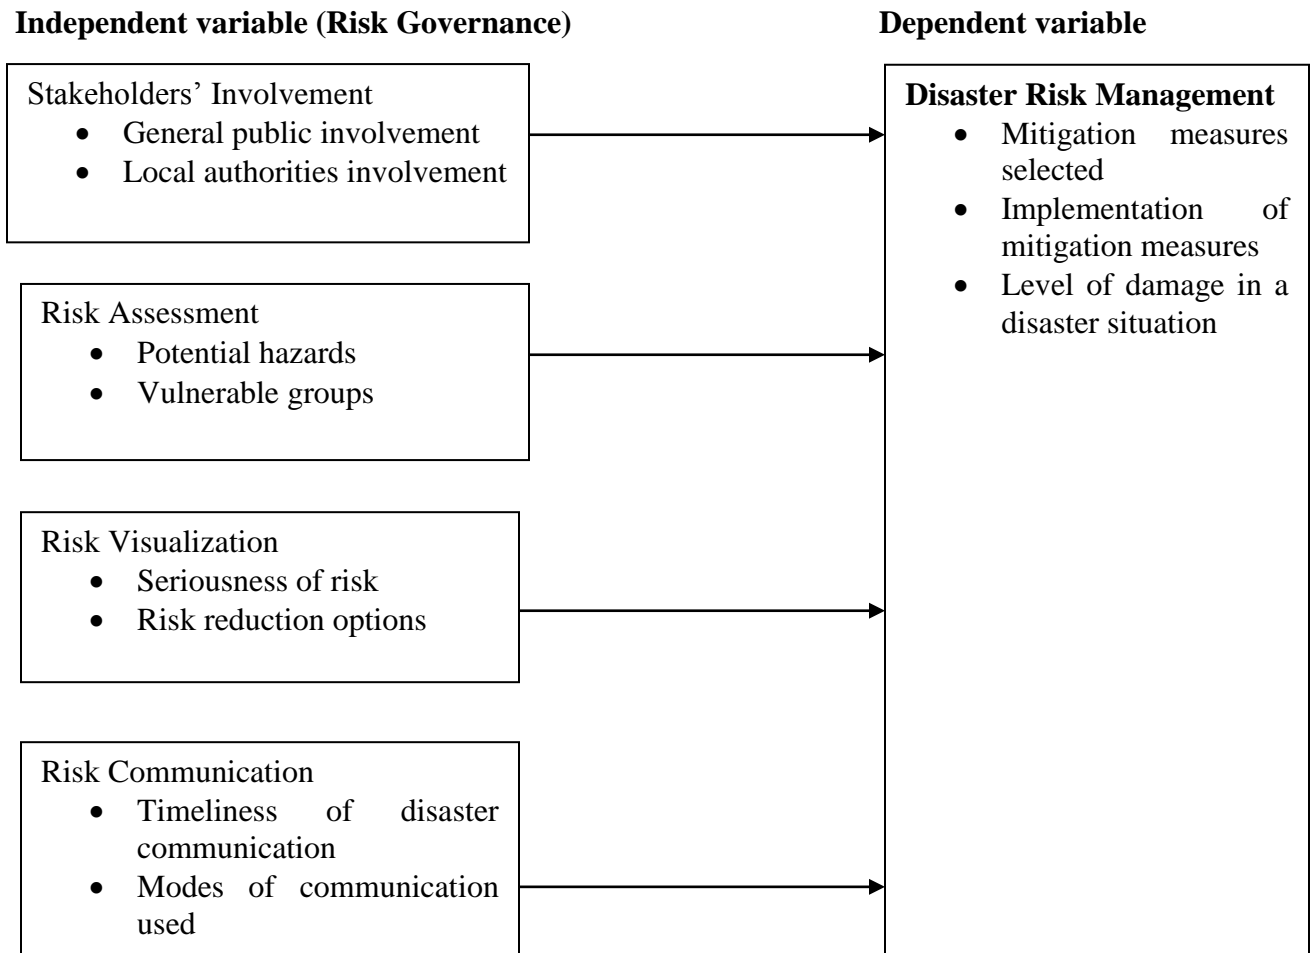 Independent variable (Risk Governance)
Dependent variable
Stakeholders’ Involvement
• General public involvement
• Local authorities involvement
Risk Assessment
• Potential hazards
• Vulnerable groups
Risk Visualization
• Seriousness of risk
• Risk reduction options
Risk Communication
• Timeliness of disaster
communication
• Modes of communication
used
Disaster Risk Management
• Mitigation measures
selected
• Implementation of
mitigation measures
• Level of damage in a
disaster situation